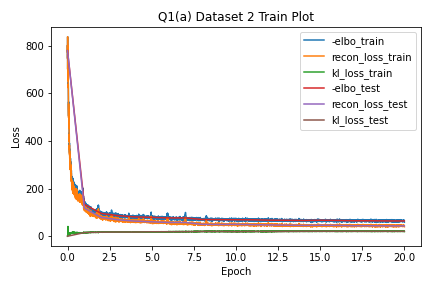 Q1(a) Dataset 2 Train Plot
Loss
800
600
400
200
0
-elbo_train
recon_loss_train
kl_loss_train
-elbo_test
recon_loss_test
kl_loss_test
0.0 2.5 5.0 7.5 10.0 12.5 15.0 17.5 20.0
Epoch